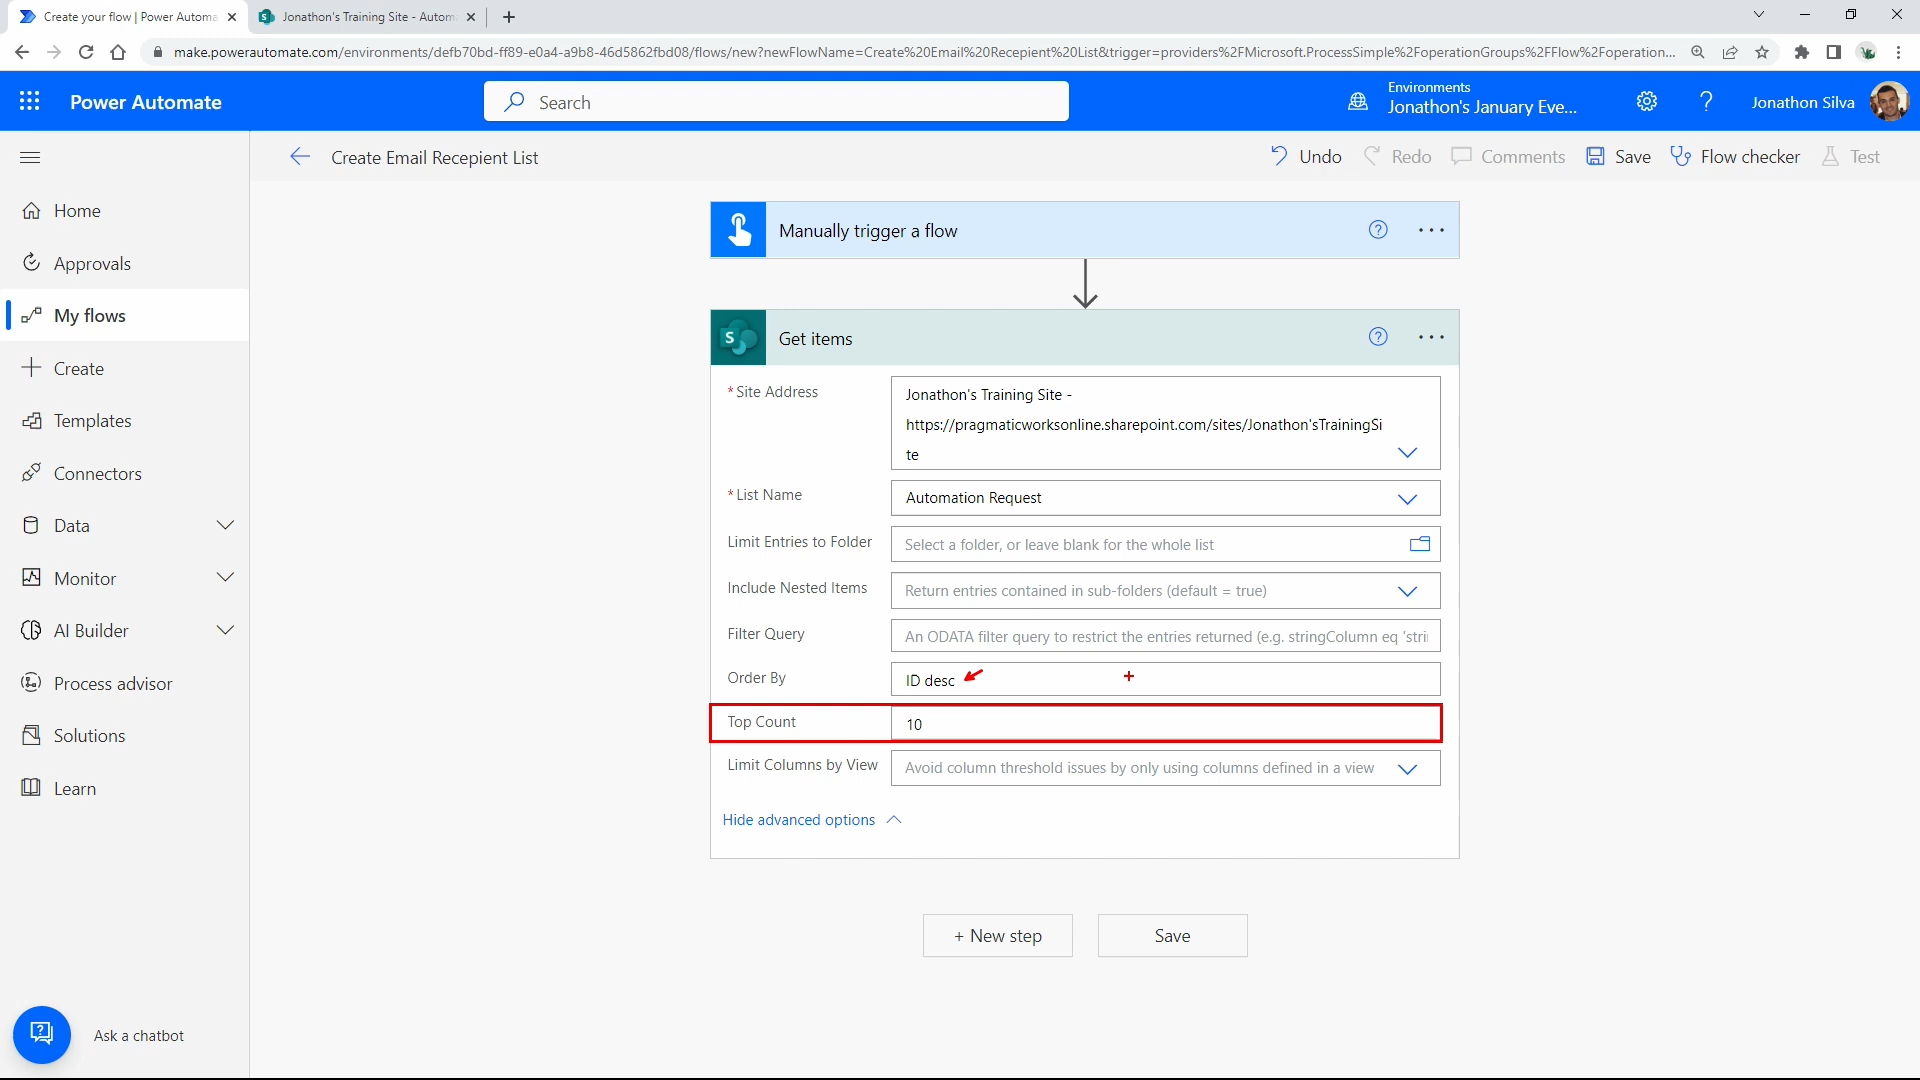 Create your flow | Power Automa
Jonathon's Training Site - Autom
make.powerautomate.com/environments/defb70bd-ff89-e0a4-a9b8-46d5862fbd08/flows/new?newFlowName=Create%20Email%20Recepient%20List&trigger=providers%2FMicrosoft.ProcessSimple%2FoperationGroups%2FFlow%2Foperation...
Power Automate
Search
Environments
Jonathon's January Eve...
Jonathon Silva
Create Email Recepient List
Undo
Redo
Comments
Save
Flow checker
Test
Home
Approvals
My flows
Create
Templates
Connectors
Data
Monitor
AI Builder
Process advisor
Solutions
Learn
Ask a chatbot
Manually trigger a flow
Get items
* Site Address
Jonathon's Training Site -
https://pragmaticworksonline.sharepoint.com/sites/Jonathon'sTrainingSi
te
* List Name
Automation Request
Limit Entries to Folder
Select a folder, or leave blank for the whole list
Include Nested Items
Return entries contained in sub-folders (default = true)
Filter Query
An ODATA filter query to restrict the entries returned (e.g. stringColumn eq 'stri
Order By
ID desc
Top Count
10
Limit Columns by View
Avoid column threshold issues by only using columns defined in a view
Hide advanced options
+ New step
Save